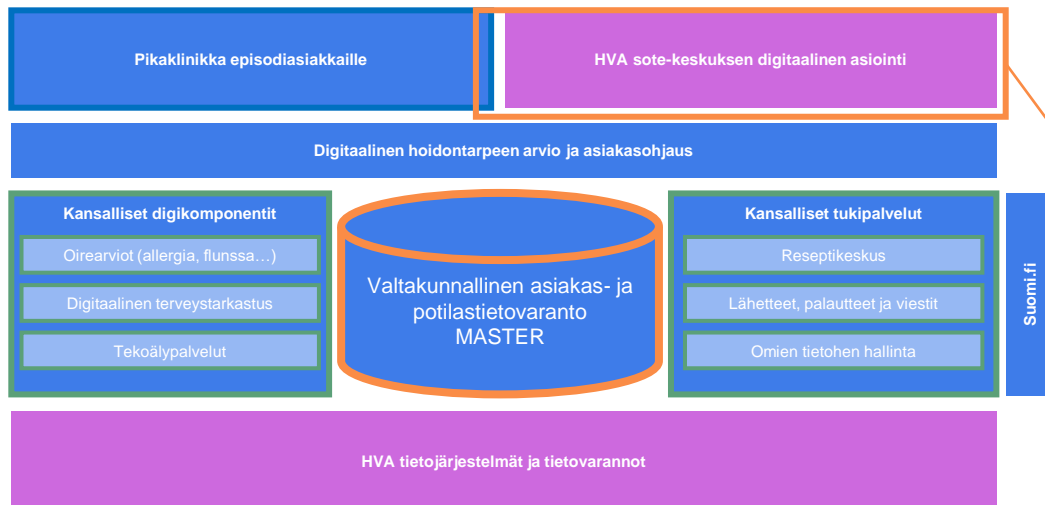 Pikaklinikka episodiasiakkaille
HVA sote-keskuksen digitaalinen asiointi
Digitaalinen hoidontarpeen arvio ja asiakasohjaus
Kansalliset digikomponentit
Oirearviot (allergia, flunssa…)
Digitaalinen terveystarkastus
Tekoälypalvelut
Valtakunnallinen asiakas- ja
potilastietovaranto
MASTER
Kansalliset tukipalvelut
Reseptikeskus
Lähetteet, palautteet ja viestit
Omien tietohen hallinta
Suomi.fi
HVA tietojärjestelmät ja tietovarannot